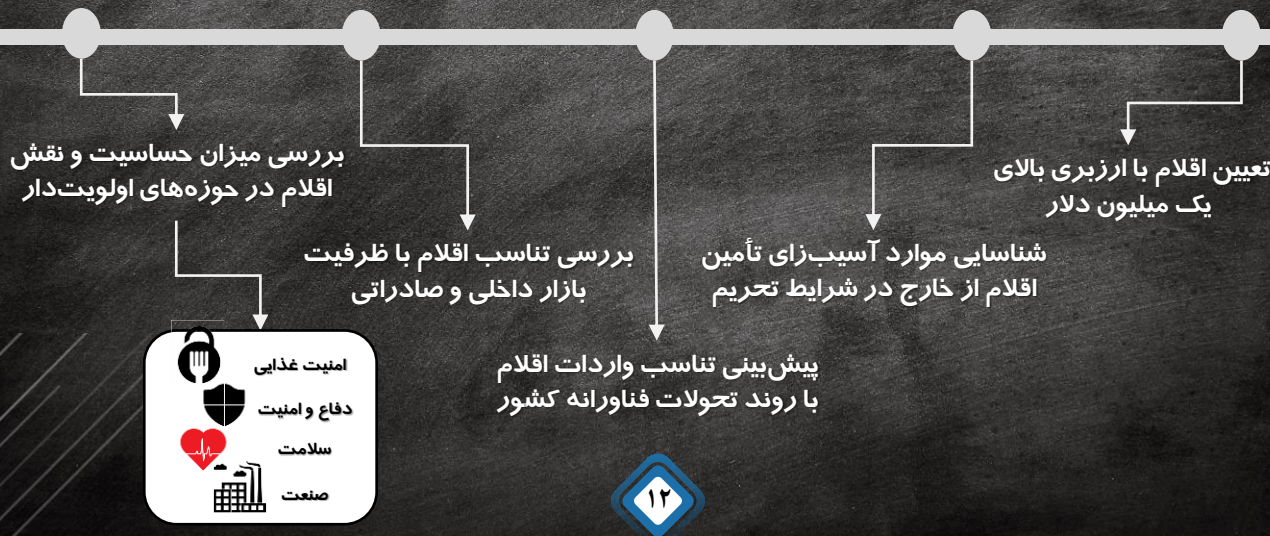 تعیین اقلام با ارزبری بالای
یک میلیون دلار
شناسایی موارد آسیب‌زای تأمین
اقلام از خارج در شرایط تحریم
پیش‌بینی تناسب واردات اقلام
با روند تحولات فناورانه کشور
بررسی تناسب اقلام با ظرفیت
بازار داخلی و صادراتی
بررسی میزان حساسیت و نقش
اقلام در حوزه‌های اولویت‌دار
امنیت غذایی
دفاع و امنیت
سلامت
صنعت
۱۲